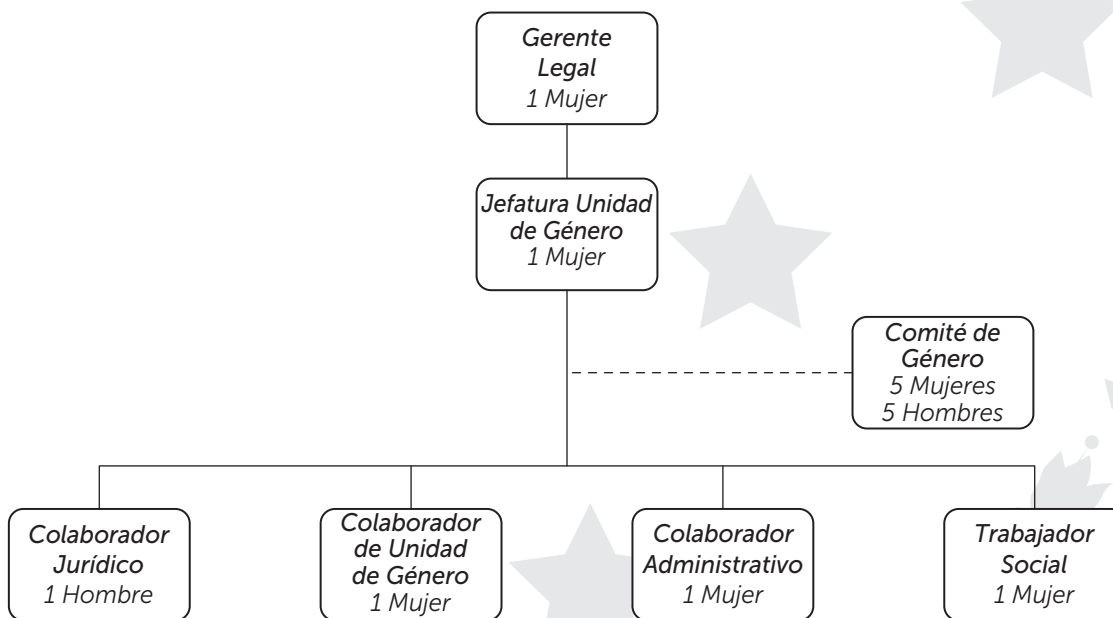 Gerente
Legal
1 Mujer
Jefatura Unidad
de Género
1 Mujer
Comité de
Género
5 Mujeres
5 Hombres
Colaborador
Jurídico
1 Hombre
Colaborador
de Unidad
de Género
1 Mujer
Colaborador
Administrativo
1 Mujer
Trabajador
Social
1 Mujer